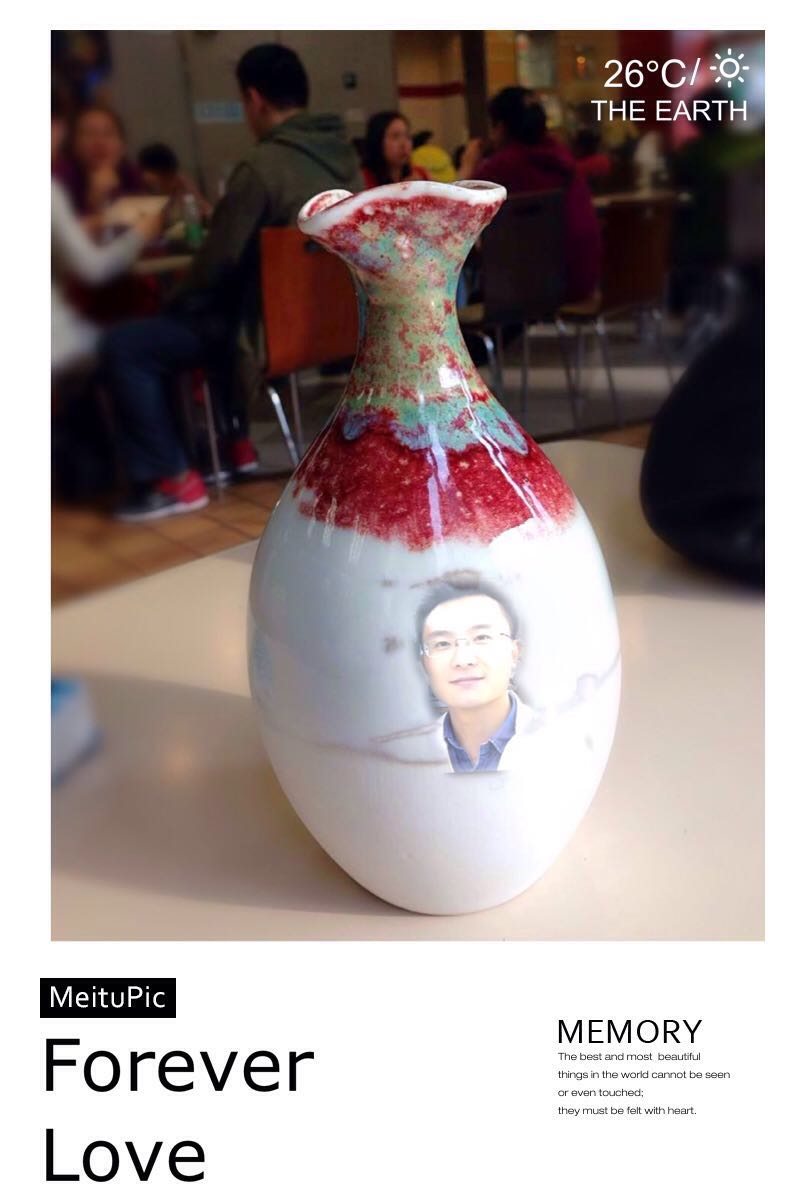 26°C/
THE EARTH
MeituPic
Forever
Love
MEMORY
The best and most beautiful
things in the world cannot be seen
or even touched;
they must be felt with heart.